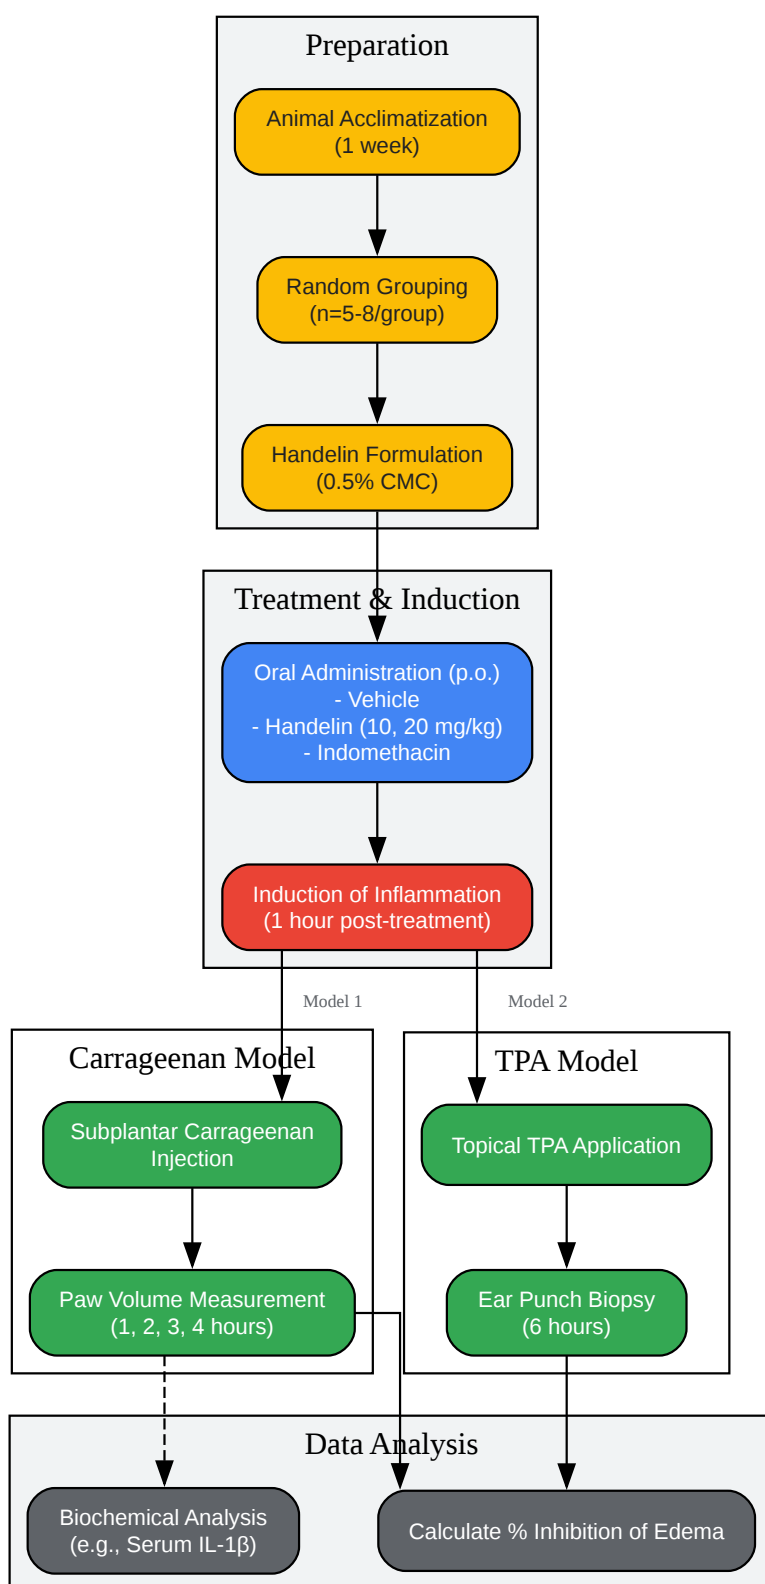 Preparation
Animal Acclimatization
(1 week)
Random Grouping
(n=5-8/group)
Handelin Formulation
(0.5% CMC)
Treatment & Induction
Oral Administration (p.o.)
- Vehicle
- Handelin (10, 20 mg/kg)
- Indomethacin
Induction of Inflammation
(1 hour post-treatment)
Model 1
Model 2
Carrageenan Model
Subplantar Carrageenan
Injection
Paw Volume Measurement
(1, 2, 3, 4 hours)
TPA Model
Topical TPA Application
Ear Punch Biopsy
(6 hours)
Data Analysis
Biochemical Analysis
(e.g., Serum IL-1β)
Calculate % Inhibition of Edema